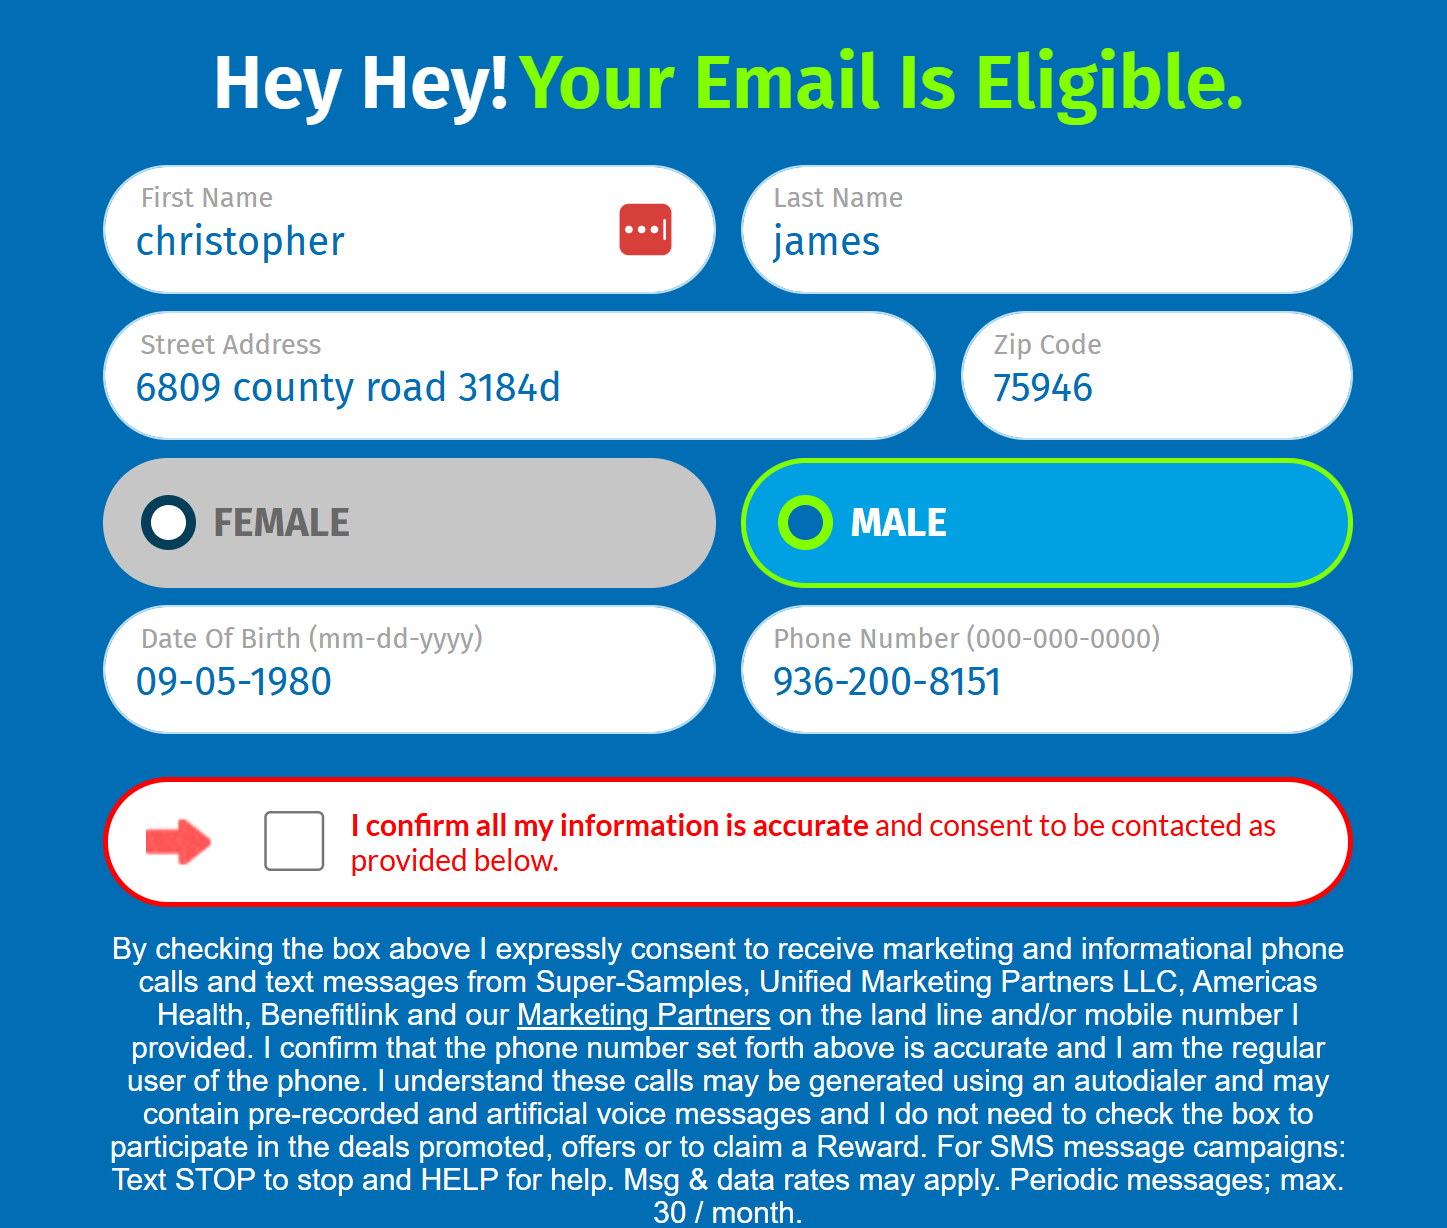 Hey Hey! Your Email Is Eligible.
First Name
christopher
Last Name
james
Street Address
6809 county road 3184d
Zip Code
75946
FEMALE
MALE
Date Of Birth (mm-dd-yyyy)
09-05-1980
Phone Number (000-000-0000)
936-200-8151
I confirm all my information is accurate and consent to be contacted as
provided below.
By checking the box above I expressly consent to receive marketing and informational phone
calls and text messages from Super-Samples, Unified Marketing Partners LLC, Americas
Health, Benefitlink and our Marketing Partners on the land line and/or mobile number I
provided. I confirm that the phone number set forth above is accurate and I am the regular
user of the phone. I understand these calls may be generated using an autodialer and may
contain pre-recorded and artificial voice messages and I do not need to check the box to
participate in the deals promoted, offers or to claim a Reward. For SMS message campaigns:
Text STOP to stop and HELP for help. Msg & data rates may apply. Periodic messages; max.
30 / month.